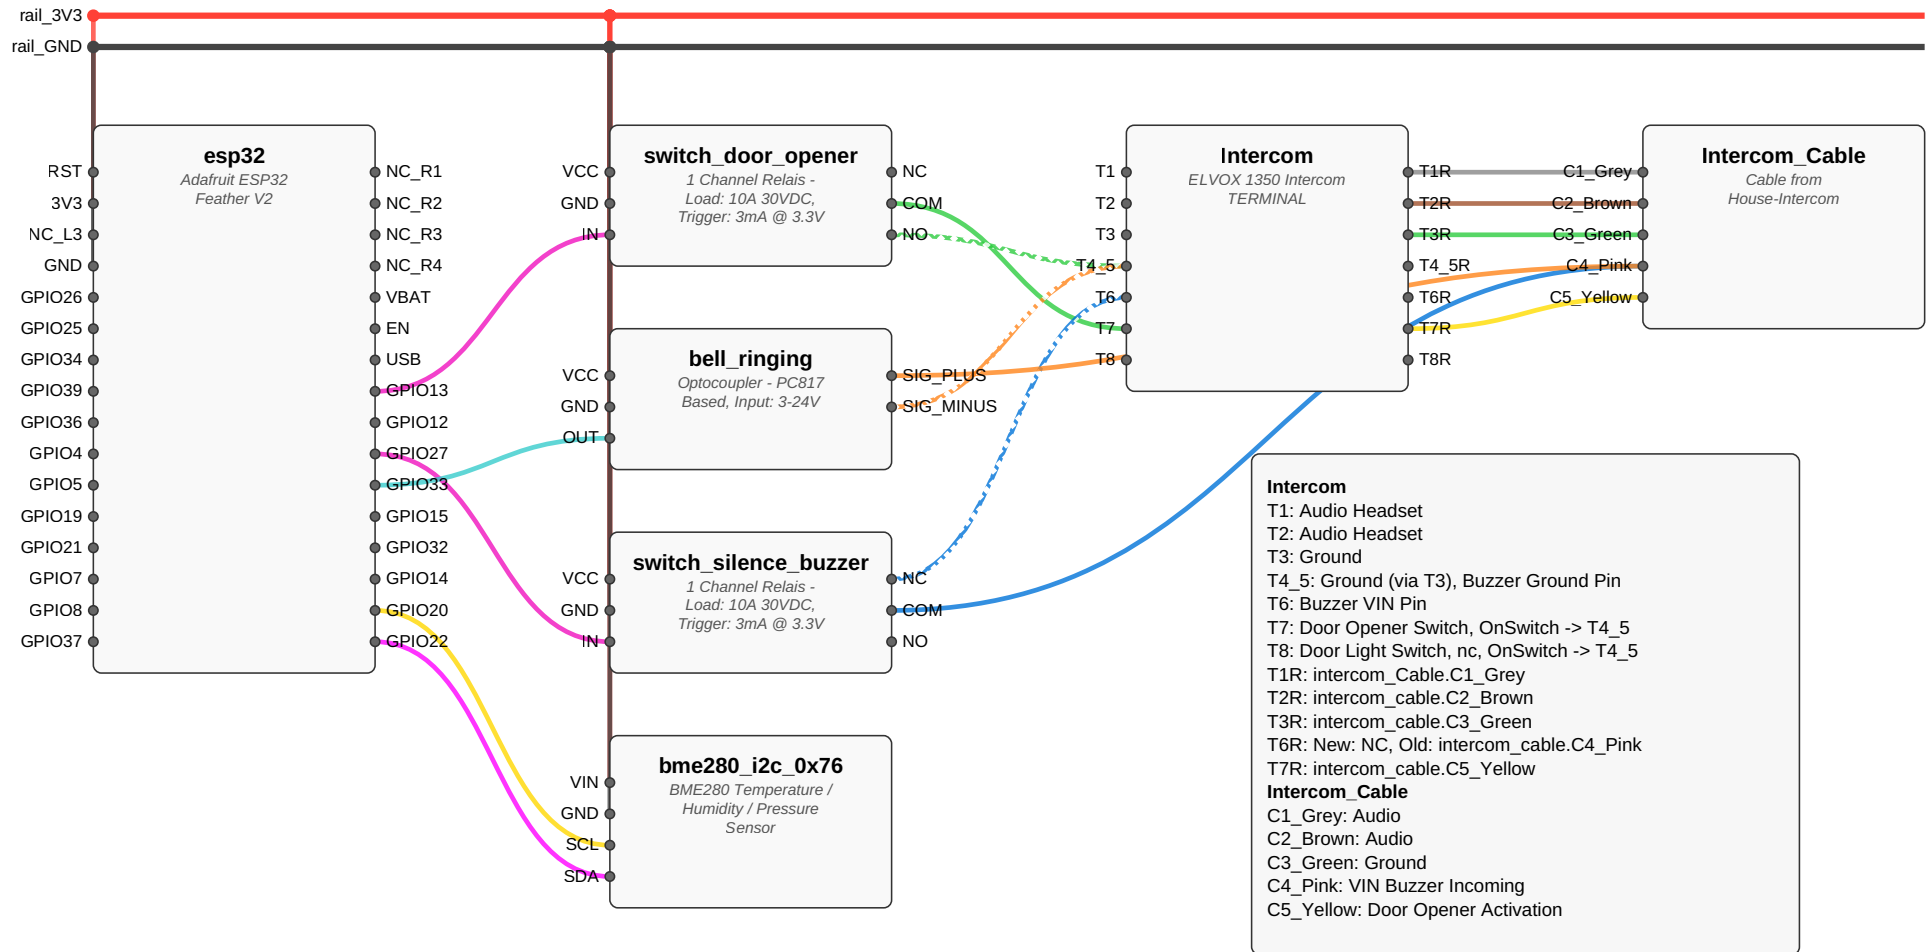 rail_3V3
rail_GND
esp32
Adafruit ESP32
Feather V2
RST
3V3
NC_L3
GND
GPIO26
GPIO25
GPIO34
GPIO39
GPIO36
GPIO4
GPIO5
GPIO19
GPIO21
GPIO7
GPIO8
GPIO37
NC_R1
NC_R2
NC_R3
NC_R4
VBAT
EN
USB
GPIO13
GPIO12
GPIO27
GPIO33
GPIO15
GPIO32
GPIO14
GPIO20
GPIO22
switch_door_opener
1 Channel Relais -
Load: 10A 30VDC,
Trigger: 3mA @ 3.3V
VCC
GND
IN
NC
COM
NO
bell_ringing
Optocoupler - PC817
Based, Input: 3-24V
VCC
GND
OUT
SIG_PLUS
SIG_MINUS
switch_silence_buzzer
1 Channel Relais -
Load: 10A 30VDC,
Trigger: 3mA @ 3.3V
VCC
GND
IN
NC
COM
NO
bme280_i2c_0x76
BME280 Temperature /
Humidity / Pressure
Sensor
VIN
GND
SCL
SDA
Intercom
ELVOX 1350 Intercom
TERMINAL
T1
T2
T3
T4_5
T6
T7
T8
T1R
T2R
T3R
T4_5R
T6R
T7R
T8R
Intercom_Cable
Cable from
House-Intercom
C1_Grey
C2_Brown
C3_Green
C4_Pink
C5_Yellow
Intercom
T1: Audio Headset
T2: Audio Headset
T3: Ground
T4_5: Ground (via T3), Buzzer Ground Pin
T6: Buzzer VIN Pin
T7: Door Opener Switch, OnSwitch -> T4_5
T8: Door Light Switch, nc, OnSwitch -> T4_5
T1R: intercom_Cable.C1_Grey
T2R: intercom_cable.C2_Brown
T3R: intercom_cable.C3_Green
T6R: New: NC, Old: intercom_cable.C4_Pink
T7R: intercom_cable.C5_Yellow
Intercom_Cable
C1_Grey: Audio
C2_Brown: Audio
C3_Green: Ground
C4_Pink: VIN Buzzer Incoming
C5_Yellow: Door Opener Activation